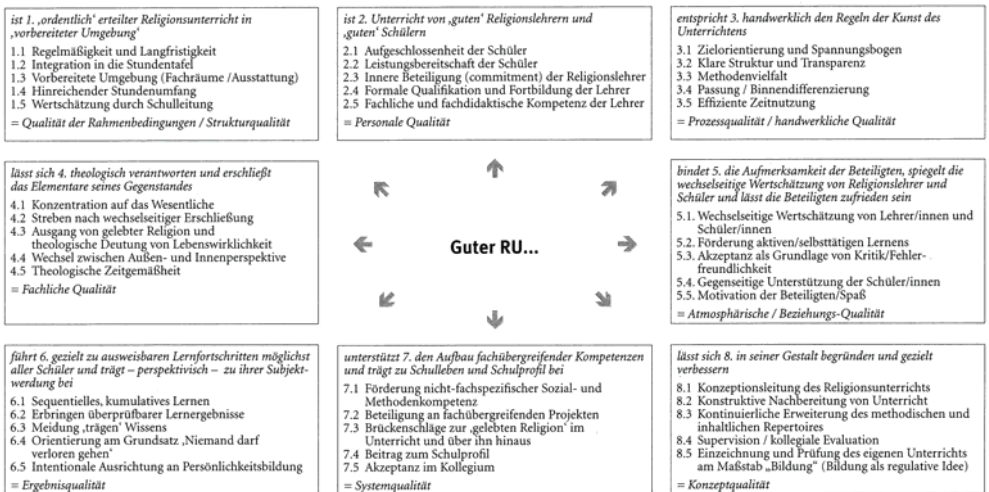 ist 1. ‚ordentlich‘ erteilter Religionsunterricht in
‚vorbereiteter Umgebung‘
1.1 Regelmäßigkeit und Langfristigkeit
1.2 Integration in die Stundentafel
1.3 Vorbereitete Umgebung (Fachräume /Ausstattung)
1.4 Hinreichender Stundenumfang
1.5 Wertschätzung durch Schulleitung
= Qualität der Rahmenbedingungen / Strukturqualität
ist 2. Unterricht von ‚guten‘ Religionslehrern und
‚guten‘ Schülern
2.1 Aufgeschlossenheit der Schüler
2.2 Leistungsbereitschaft der Schüler
2.3 Innere Beteiligung (commitment) der Religionslehrer
2.4 Formale Qualifikation und Fortbildung der Lehrer
2.5 Fachliche und fachdidaktische Kompetenz der Lehrer
= Personale Qualität
entspricht 3. handwerklich den Regeln der Kunst des
Unterrichtens
3.1 Zielorientierung und Spannungsbogen
3.2 Klare Struktur und Transparenz
3.3 Methodenvielfalt
3.4 Passung / Binnendifferenzierung
3.5 Effiziente Zeitnutzung
= Prozessqualität / handwerkliche Qualität
lässt sich 4. theologisch verantworten und erschließt
das Elementare seines Gegenstandes
4.1 Konzentration auf das Wesentliche
4.2 Streben nach wechselseitiger Erschließung
4.3 Ausgang von gelebter Religion und
theologische Deutung von Lebenswirklichkeit
4.4 Wechsel zwischen Außen- und Innenperspektive
4.5 Theologische Zeitgemäßheit
= Fachliche Qualität
Guter RU...
bindet 5. die Aufmerksamkeit der Beteiligten, spiegelt die
wechselseitige Wertschätzung von Religionslehrer und
Schüler und lässt die Beteiligten zufrieden sein
5.1. Wechselseitige Wertschätzung von Lehrer/innen und
Schüler/innen
5.2. Förderung aktiven/selbsttätigen Lernens
5.3. Akzeptanz als Grundlage von Kritik/Fehler-
freundlichkeit
5.4. Gegenseitige Unterstützung der Schüler/innen
5.5. Motivation der Beteiligten/Spaß
= Atmosphärische / Beziehungs-Qualität
führt 6. gezielt zu ausweisbaren Lernfortschritten möglichst
aller Schüler und trägt – perspektivisch – zu ihrer Subjekt-
werdung bei
6.1 Sequentielles, kumulatives Lernen
6.2 Erbringen überprüfbarer Lernergebnisse
6.3 Meidung ‚trägen‘ Wissens
6.4 Orientierung am Grundsatz ‚Niemand darf
verloren gehen‘
6.5 Intentionale Ausrichtung an Persönlichkeitsbildung
= Ergebnisqualität
unterstützt 7. den Aufbau fachübergreifender Kompetenzen
und trägt zu Schulleben und Schulprofil bei
7.1 Förderung nicht-fachspezifischer Sozial- und
Methodenkompetenz
7.2 Beteiligung an fachübergreifenden Projekten
7.3 Brückenschläge zur ‚gelebten Religion‘ im
Unterricht und über ihn hinaus
7.4 Beitrag zum Schulprofil
7.5 Akzeptanz im Kollegium
= Systemqualität
lässt sich 8. in seiner Gestalt begründen und gezielt
verbessern
8.1 Konzeptionsleitung des Religionsunterrichts
8.2 Konstruktive Nachbereitung von Unterricht
8.3 Kontinuierliche Erweiterung des methodischen und
inhaltlichen Repertoires
8.4 Supervision / kollegiale Evaluation
8.5 Einzeichnung und Prüfung des eigenen Unterrichts
am Maßstab „Bildung“ (Bildung als regulative Idee)
= Konzeptqualität